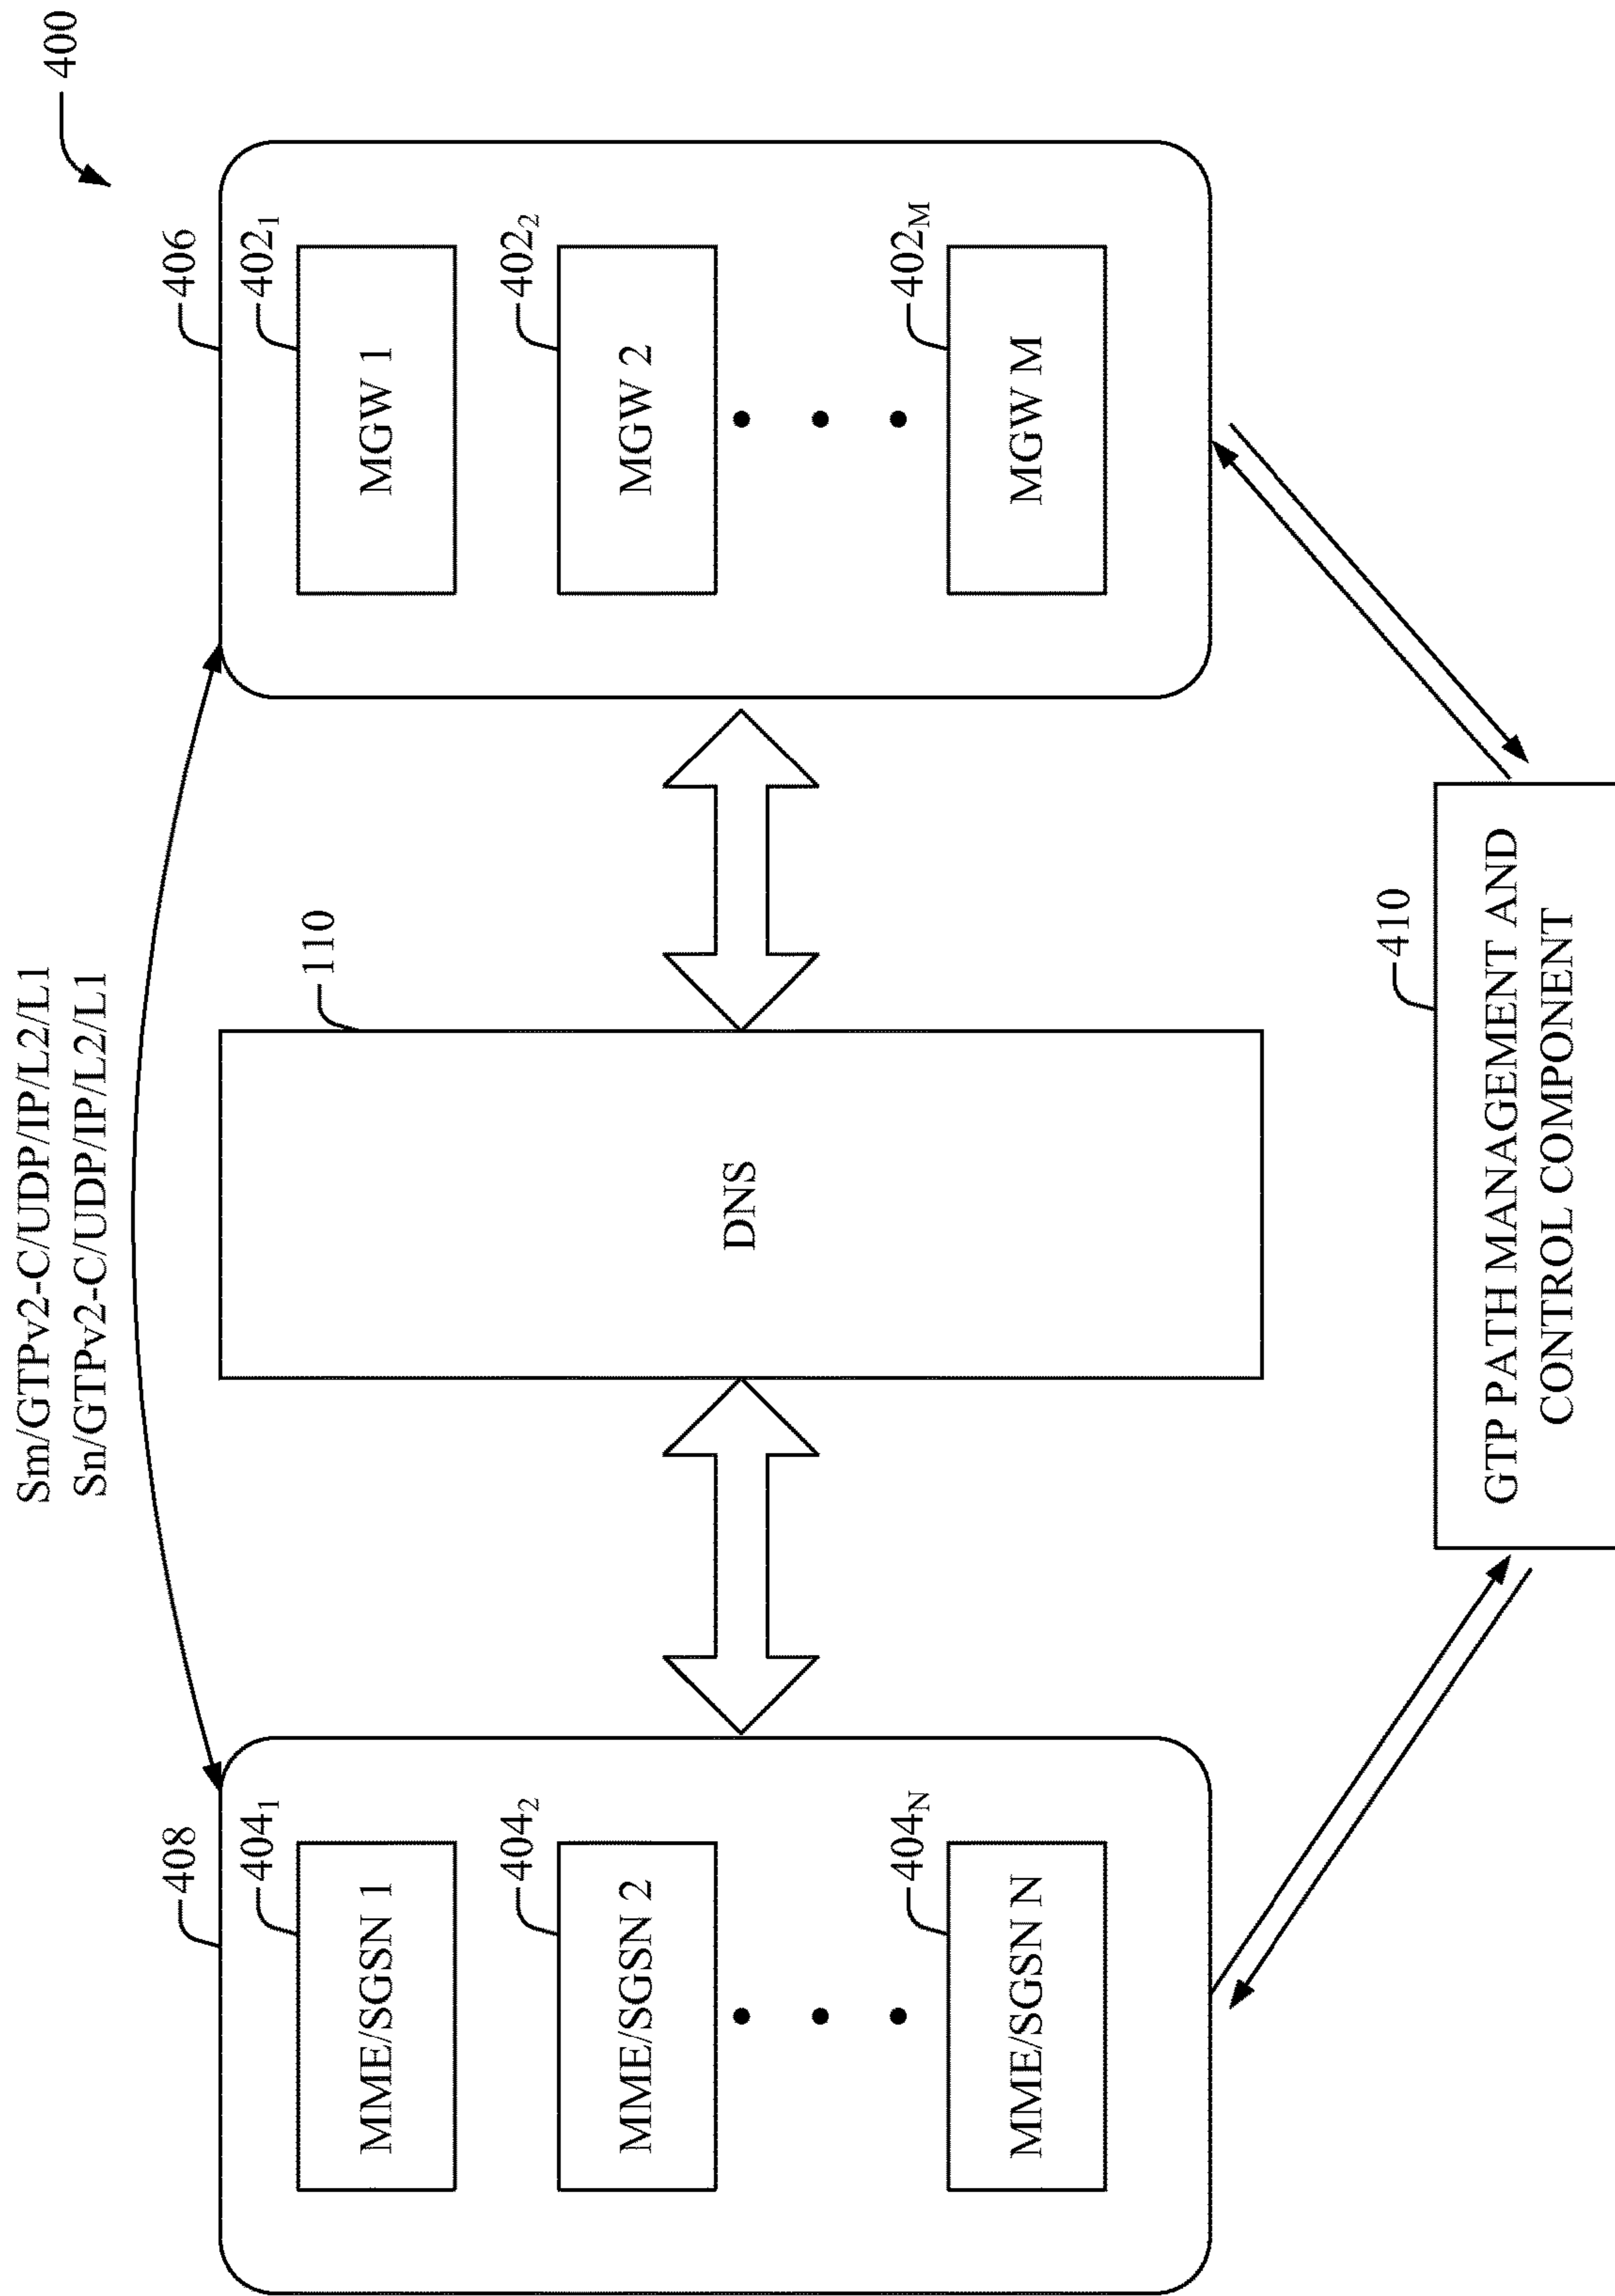 400
Sm/GTPv2-C/UDP/IP/L2/L1
Sn/GTPv2-C/UDP/IP/L2/L1
408
404₁
MME/SGSN 1
404₂
MME/SGSN 2
404N
MME/SGSN N
110
DNS
406
402₁
MGW 1
402₂
MGW 2
402M
MGW M
410
GTP PATH MANAGEMENT AND
CONTROL COMPONENT